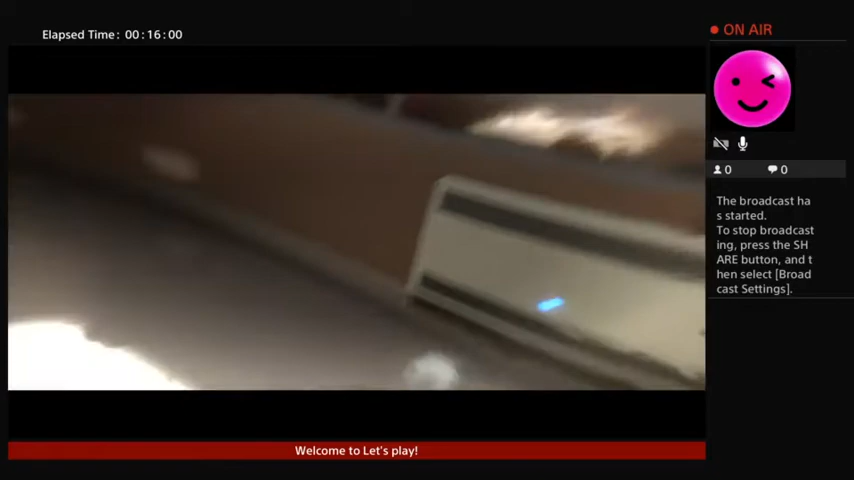 Elapsed Time: 00:16:00
ON AIR
0
0
The broadcast ha
s started.
To stop broadcast
ing, press the SH
ARE button, and t
hen select [Broad
cast Settings].
Welcome to Let's play!